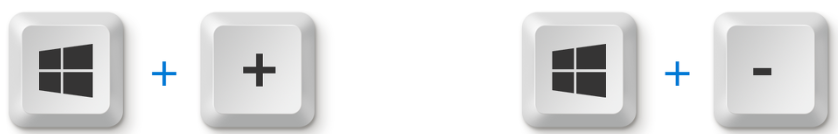 + + + -